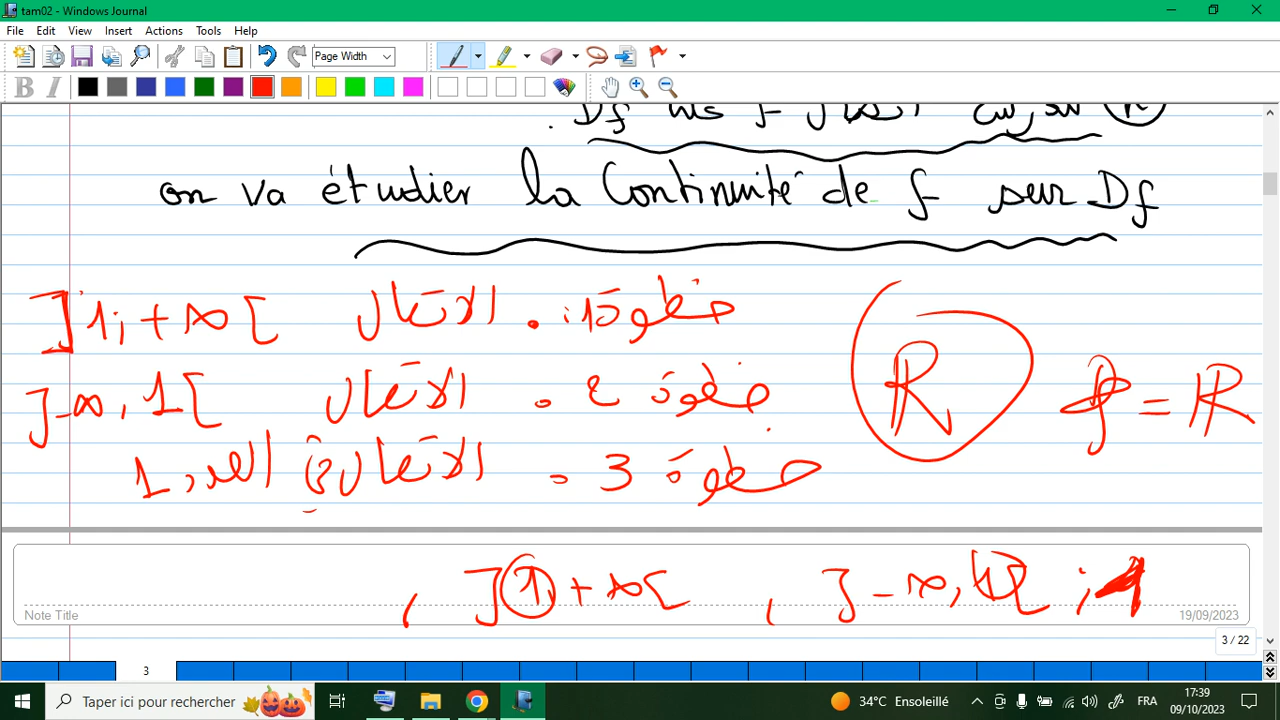 tam02 - Windows Journal
File Edit View Insert Actions Tools Help
Page Width
B I
Df
on va étudier la Continuité de f sur Df
خطوة 1: الاتصال ]1, +∞[
خطوة 2 . الاتصال ]-∞, 1[
خطوة 3 . الاتصال في العدد 1
ℝ
= ℝ
, ]1, +∞[ , ]-∞, 1[ ; 1
Note Title
19/09/2023
3 / 22
3
Taper ici pour rechercher
34°C Ensoleillé
FRA
17:39
09/10/2023